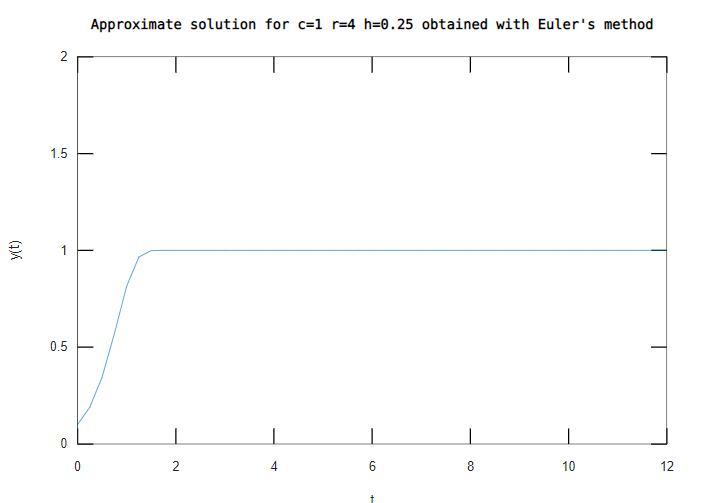 Approximate solution for c=1 r=4 h=0.25 obtained with Euler's method
2
1.5
y(t)
1
0.5
0
0 2 4 6 8 10 12
t